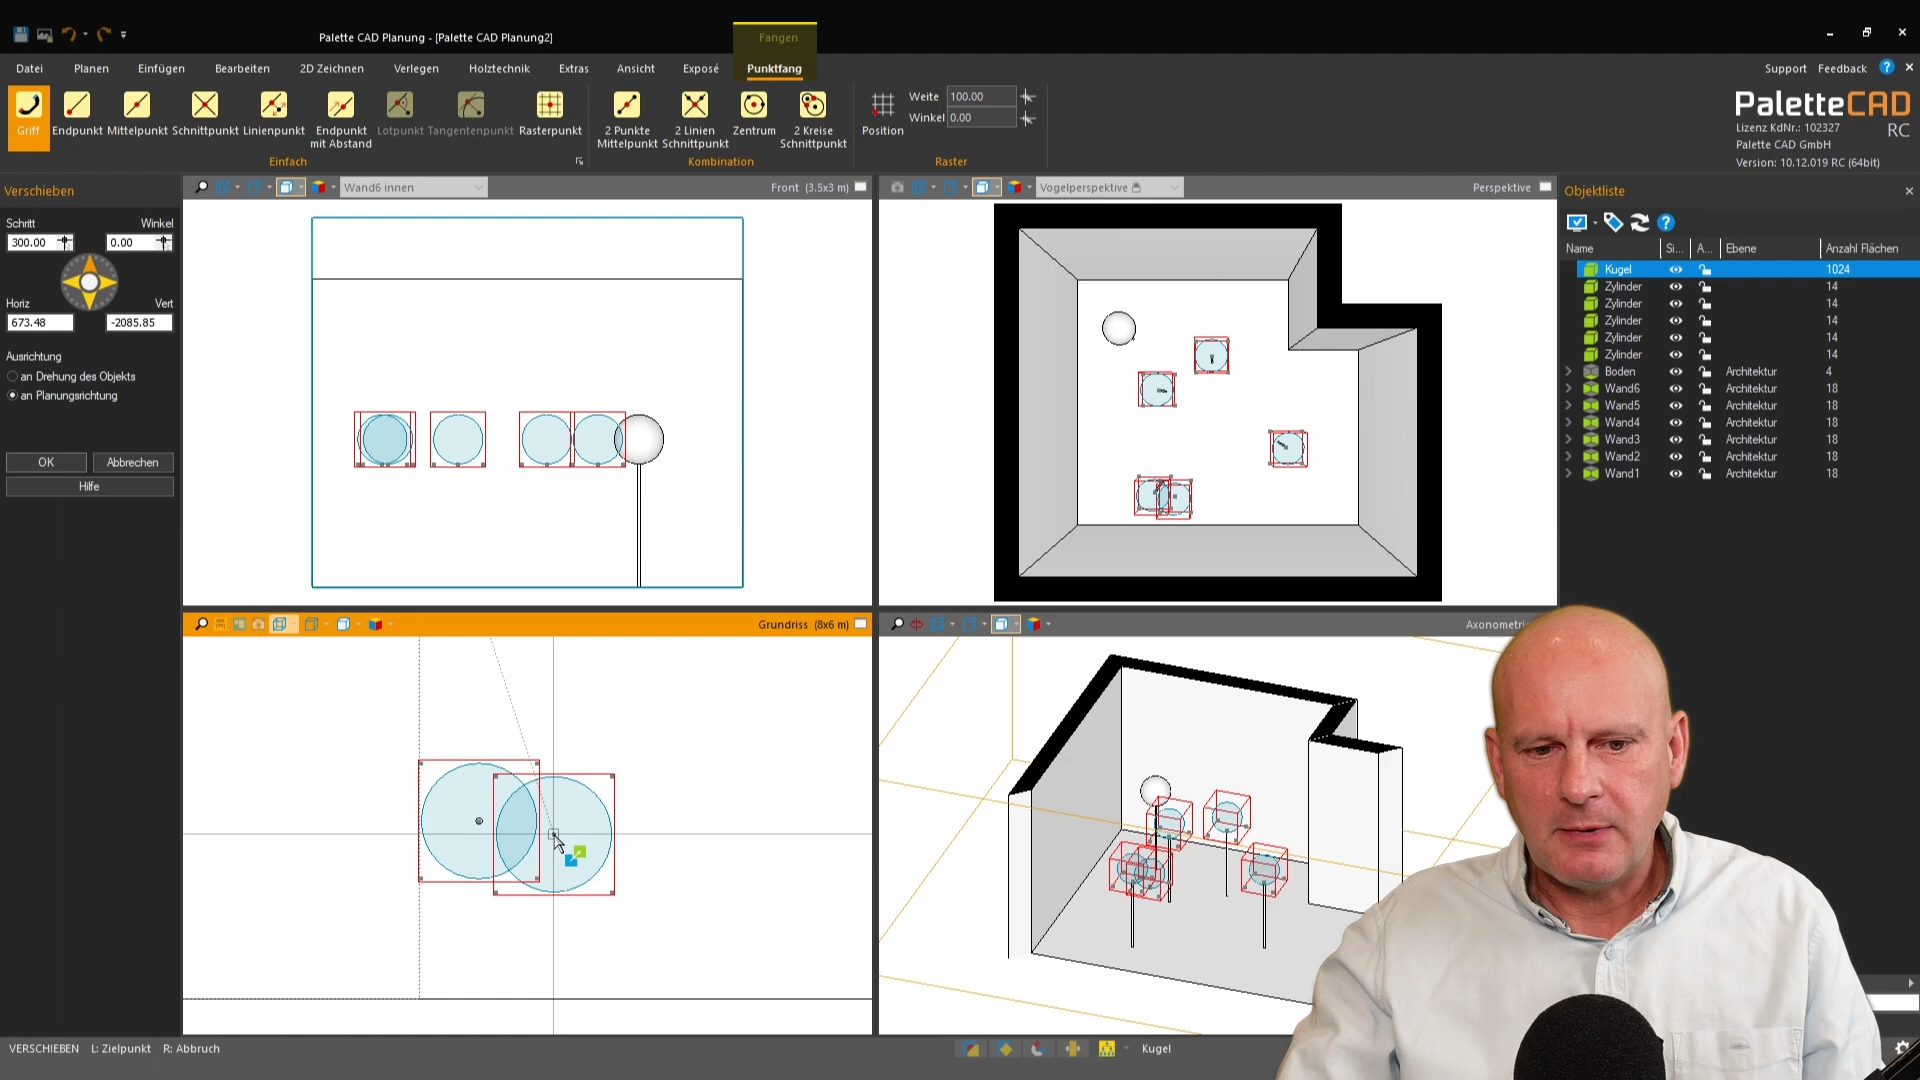 Palette CAD Planung - [Palette CAD Planung2]
Fangen
Datei Planen Einfügen Bearbeiten 2D Zeichnen Verlegen Holztechnik Extras Ansicht Exposé Punktfang
Support Feedback
Griff Endpunkt Mittelpunkt Schnittpunkt Linienpunkt Endpunkt mit Abstand Lotpunkt Tangentenpunkt Rasterpunkt
Einfach
2 Punkte Mittelpunkt 2 Linien Schnittpunkt Zentrum 2 Kreise Schnittpunkt
Kombination
Position
Weite 100.00
Winkel 0.00
Raster
PaletteCAD
RC
Lizenz KdNr.: 102327
Palette CAD GmbH
Version: 10.12.019 RC (64bit)
Verschieben
Schritt Winkel
300.00 0.00
Horiz Vert
673.48 -2085.85
Ausrichtung
an Drehung des Objekts
an Planungsrichtung
OK Abbrechen
Hilfe
Wand6 innen Front (3.5x3 m)
Vogelperspektive Perspektive
Grundriss (8x6 m)
Axonometri
Objektliste
Name Si... A... Ebene Anzahl Flächen
Kugel 1024
Zylinder 14
Zylinder 14
Zylinder 14
Zylinder 14
Zylinder 14
Boden Architektur 4
Wand6 Architektur 18
Wand5 Architektur 18
Wand4 Architektur 18
Wand3 Architektur 18
Wand2 Architektur 18
Wand1 Architektur 18
VERSCHIEBEN L: Zielpunkt R: Abbruch
Kugel